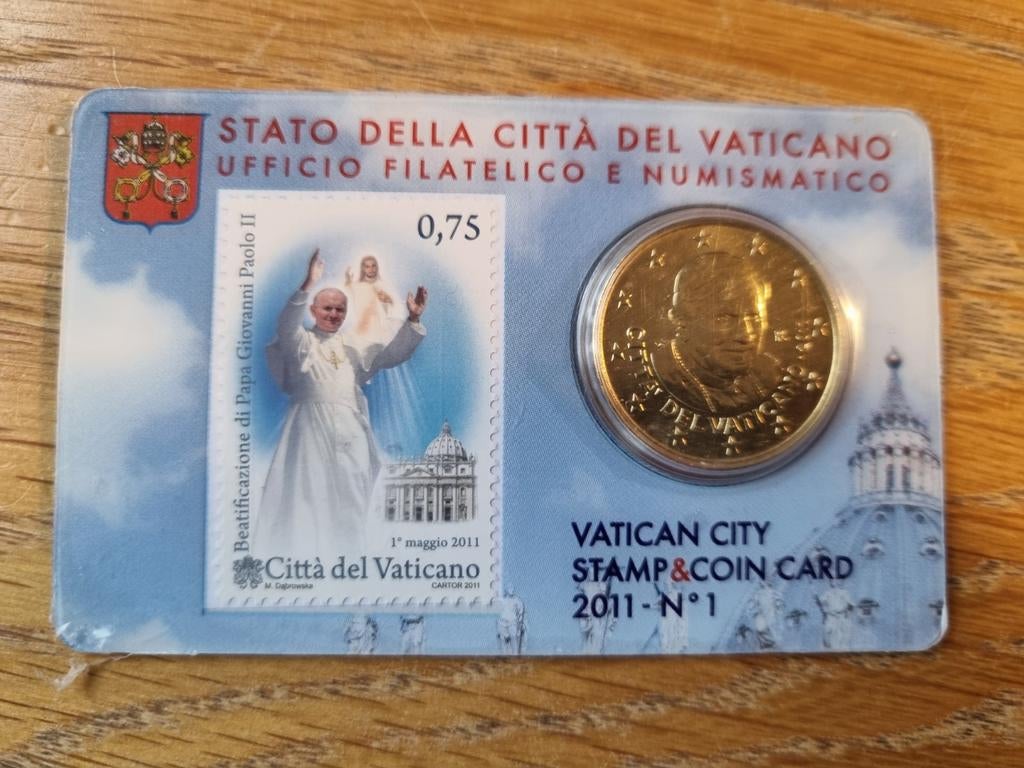 STATO DELLA CITTÀ DEL VATICANO
UFFICIO FILATELICO E NUMISMATICO
0,75
Beatificazione di Papa Giovanni Paolo II
1° maggio 2011
Città del Vaticano
M. Dąbrowska
CARTOR 2011
CITTA' DEL VATICANO
VATICAN CITY
STAMP&COIN CARD
2011 - N° 1